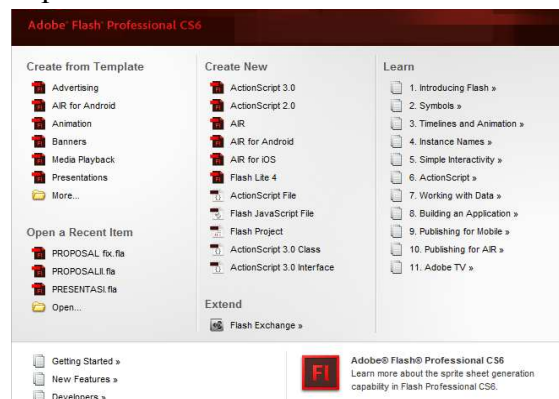 Adobe® Flash® Professional CS6
Create from Template
Advertising
AIR for Android
Animation
Banners
Media Playback
Presentations
More...
Open a Recent Item
PROPOSAL fix.fla
PROPOSALII.fla
PRESENTASI.fla
Open...
Create New
ActionScript 3.0
ActionScript 2.0
AIR
AIR for Android
AIR for iOS
Flash Lite 4
ActionScript File
Flash JavaScript File
Flash Project
ActionScript 3.0 Class
ActionScript 3.0 Interface
Extend
Flash Exchange »
Learn
1. Introducing Flash »
2. Symbols »
3. Timelines and Animation »
4. Instance Names »
5. Simple Interactivity »
6. ActionScript »
7. Working with Data »
8. Building an Application »
9. Publishing for Mobile »
10. Publishing for AIR »
11. Adobe TV »
Getting Started »
New Features »
Developers »
Fl
Adobe® Flash® Professional CS6
Learn more about the sprite sheet generation
capability in Flash Professional CS6.